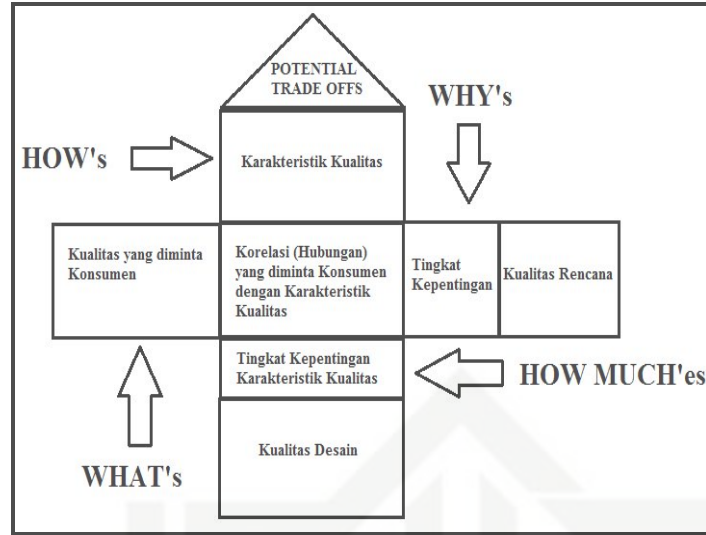 POTENTIAL
TRADE OFFS
WHY's
HOW's
Karakteristik Kualitas
Kualitas yang diminta
Konsumen
Korelasi (Hubungan)
yang diminta Konsumen
dengan Karakteristik
Kualitas
Tingkat
Kepentingan
Kualitas Rencana
Tingkat Kepentingan
Karakteristik Kualitas
HOW MUCH'es
Kualitas Desain
WHAT's